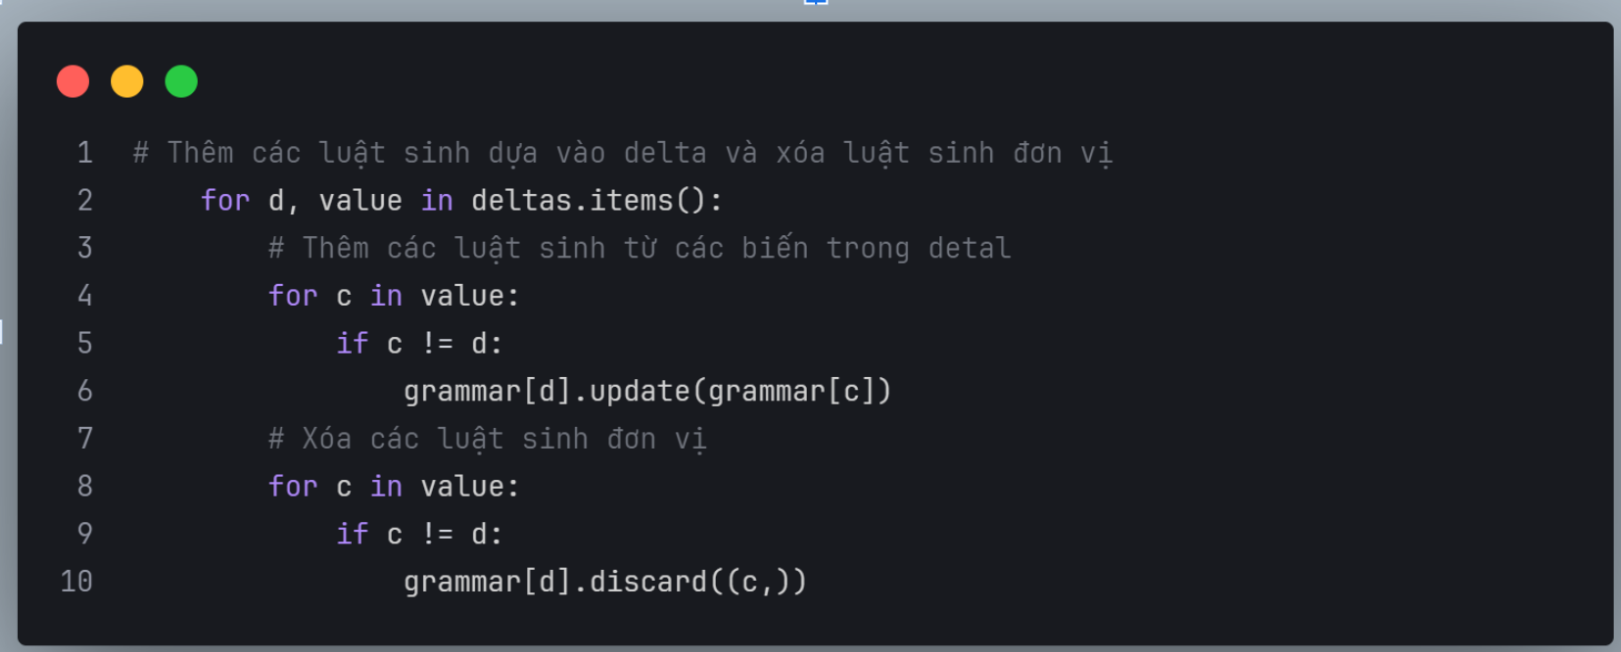 1 # Thêm các luật sinh dựa vào delta và xóa luật sinh đơn vị
2     for d, value in deltas.items():
3         # Thêm các luật sinh từ các biến trong detal
4         for c in value:
5             if c != d:
6                 grammar[d].update(grammar[c])
7         # Xóa các luật sinh đơn vị
8         for c in value:
9             if c != d:
10                 grammar[d].discard((c,))